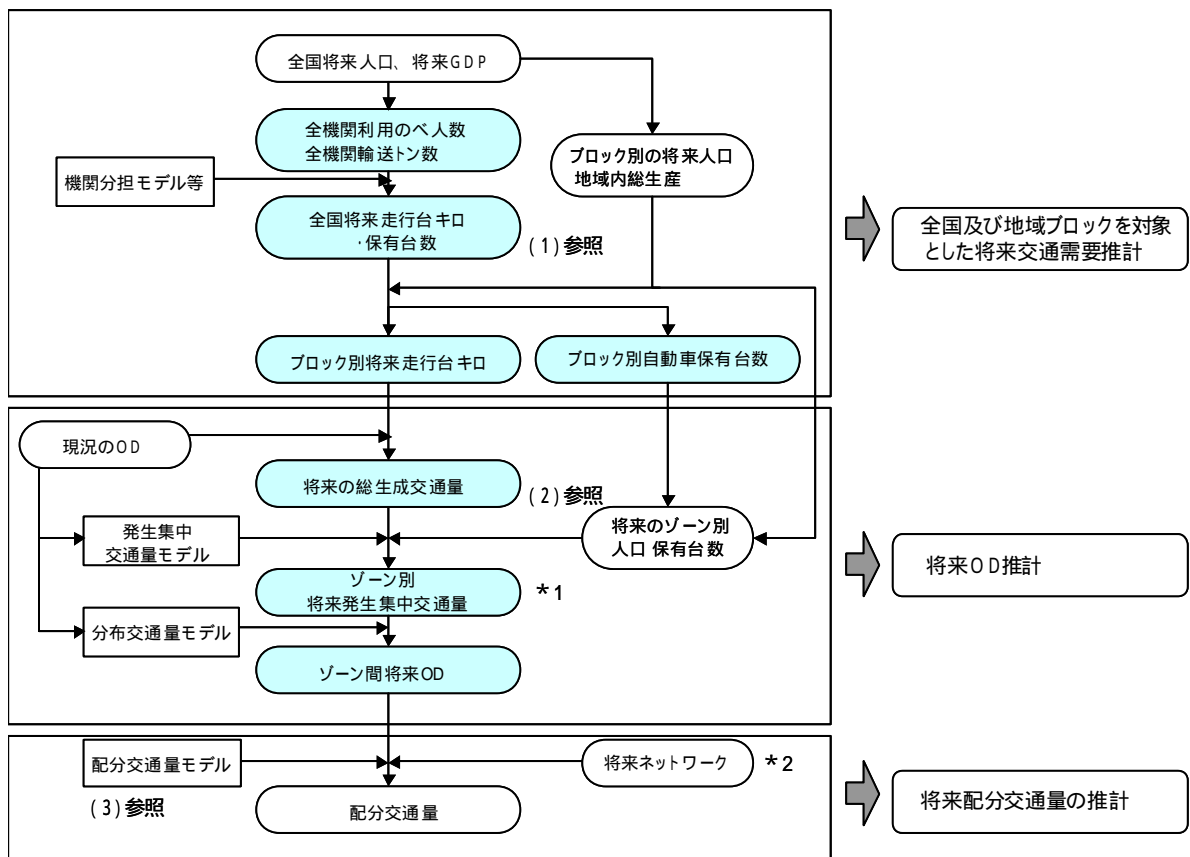 全国将来人口、将来GDP
全機関利用のべ人数
全機関輸送トン数
ブロック別の将来人口
地域内総生産
機関分担モデル等
全国将来走行台キロ
・保有台数
(1)参照
全国及び地域ブロックを対象
とした将来交通需要推計
ブロック別将来走行台キロ
ブロック別自動車保有台数
現況のOD
将来の総生成交通量
(2)参照
発生集中
交通量モデル
将来のゾーン別
人口 保有台数
将来OD推計
ゾーン別
将来発生集中交通量
*1
分布交通量モデル
ゾーン間将来OD
配分交通量モデル
将来ネットワーク
*2
(3)参照
配分交通量
将来配分交通量の推計